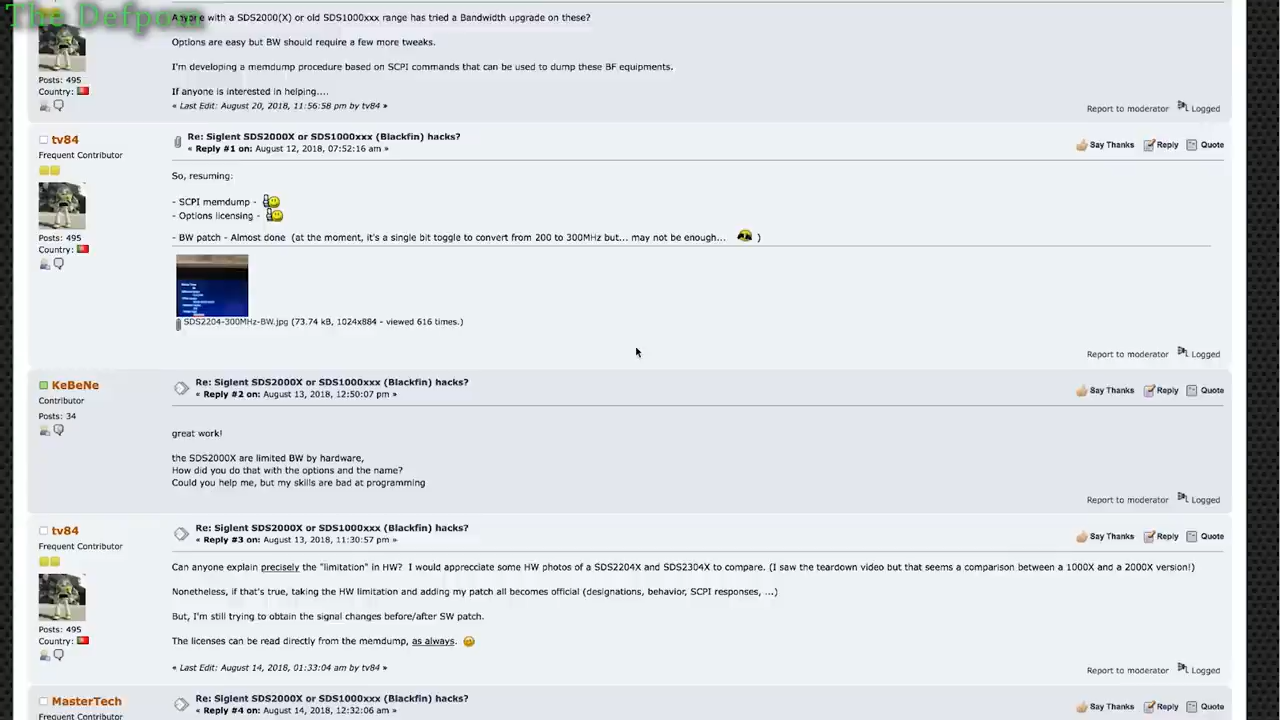 The Defpom
Anyone with a SDS2000(X) or old SDS1000xxx range has tried a Bandwidth upgrade on these?
Options are easy but BW should require a few more tweaks.
I'm developing a memdump procedure based on SCPI commands that can be used to dump these BF equipments.
If anyone is interested in helping....
« Last Edit: August 20, 2018, 11:56:58 pm by tv84 »
Posts: 495
Country:
Report to moderator Logged
tv84
Frequent Contributor
Posts: 495
Country:
Re: Siglent SDS2000X or SDS1000xxx (Blackfin) hacks?
« Reply #1 on: August 12, 2018, 07:52:16 am »
Say Thanks Reply Quote
So, resuming:
- SCPI memdump -
- Options licensing -
- BW patch - Almost done (at the moment, it's a single bit toggle to convert from 200 to 300MHz but... may not be enough... )
SDS2204-300MHz-BW.jpg (73.74 kB, 1024x884 - viewed 616 times.)
Report to moderator Logged
KeBeNe
Contributor
Posts: 34
Re: Siglent SDS2000X or SDS1000xxx (Blackfin) hacks?
« Reply #2 on: August 13, 2018, 12:50:07 pm »
Say Thanks Reply Quote
great work!
the SDS2000X are limited BW by hardware,
How did you do that with the options and the name?
Could you help me, but my skills are bad at programming
Report to moderator Logged
tv84
Frequent Contributor
Posts: 495
Country:
Re: Siglent SDS2000X or SDS1000xxx (Blackfin) hacks?
« Reply #3 on: August 13, 2018, 11:30:57 pm »
Say Thanks Reply Quote
Can anyone explain precisely the "limitation" in HW? I would appreciate some HW photos of a SDS2204X and SDS2304X to compare. (I saw the teardown video but that seems a comparison between a 1000X and a 2000X version!)
Nonetheless, if that's true, taking the HW limitation and adding my patch all becomes official (designations, behavior, SCPI responses, ...)
But, I'm still trying to obtain the signal changes before/after SW patch.
The licenses can be read directly from the memdump, as always.
« Last Edit: August 14, 2018, 01:33:04 am by tv84 »
Report to moderator Logged
MasterTech
Frequent Contributor
Re: Siglent SDS2000X or SDS1000xxx (Blackfin) hacks?
« Reply #4 on: August 14, 2018, 12:32:06 am »
Say Thanks Reply Quote